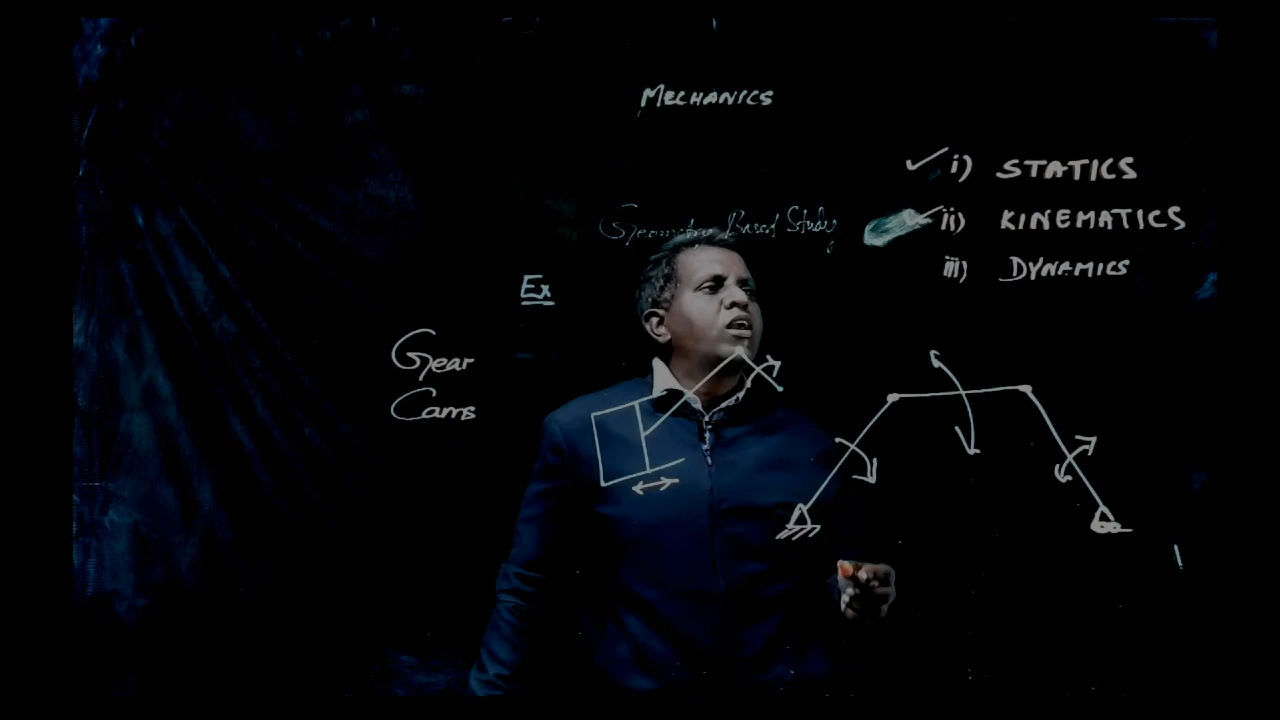 MECHANICS
i) STATICS
Geometry Based Study
ii) KINEMATICS
iii) DYNAMICS
Ex
Gear
Cams